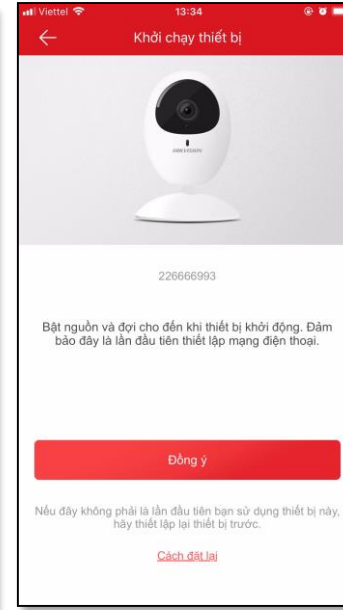 Viettel 13:34
Khởi chạy thiết bị
HIKVISION
226666993
Bật nguồn và đợi cho đến khi thiết bị khởi động. Đảm
bảo đây là lần đầu tiên thiết lập mạng điện thoại.
Đồng ý
Nếu đây không phải là lần đầu tiên bạn sử dụng thiết bị này,
hãy thiết lập lại thiết bị trước.
Cách đặt lại